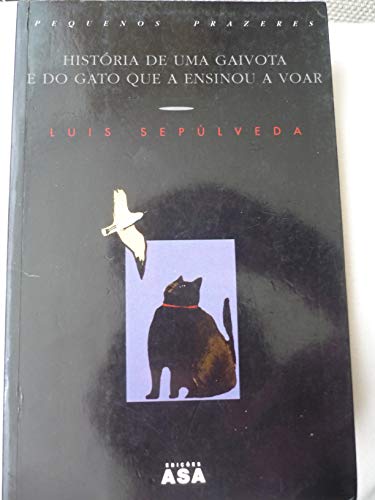 PEQUENOS PRAZERES
HISTÓRIA DE UMA GAIVOTA
E DO GATO QUE A ENSINOU A VOAR
LUIS SEPÚLVEDA
EDIÇÕES
ASA